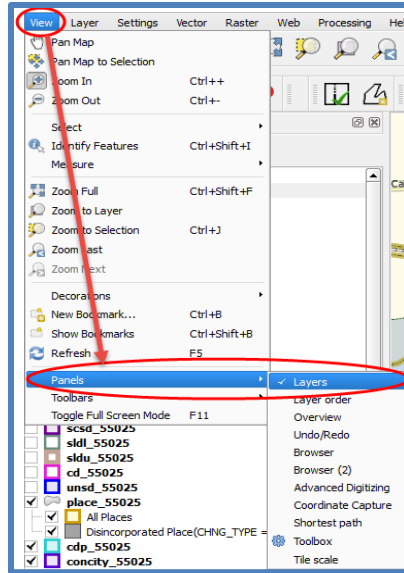 View Layer Settings Vector Raster Web Processing Hel
Pan Map
Pan Map to Selection
Zoom In Ctrl++
Zoom Out Ctrl+-
Select
Identify Features Ctrl+Shift+I
Measure
Zoom Full Ctrl+Shift+F
Zoom to Layer
Zoom to Selection Ctrl+J
Zoom Last
Zoom Next
Decorations
New Bookmark... Ctrl+B
Show Bookmarks Ctrl+Shift+B
Refresh F5
Panels
Toolbars
Toggle Full Screen Mode F11
Layers
Layer order
Overview
Undo/Redo
Browser
Browser (2)
Advanced Digitizing
Coordinate Capture
Shortest path
Toolbox
Tile scale
scsd_55025
sldl_55025
sldu_55025
cd_55025
unsd_55025
place_55025
All Places
Disincorporated Place(CHNG_TYPE =
cdp_55025
concity_55025
Ca